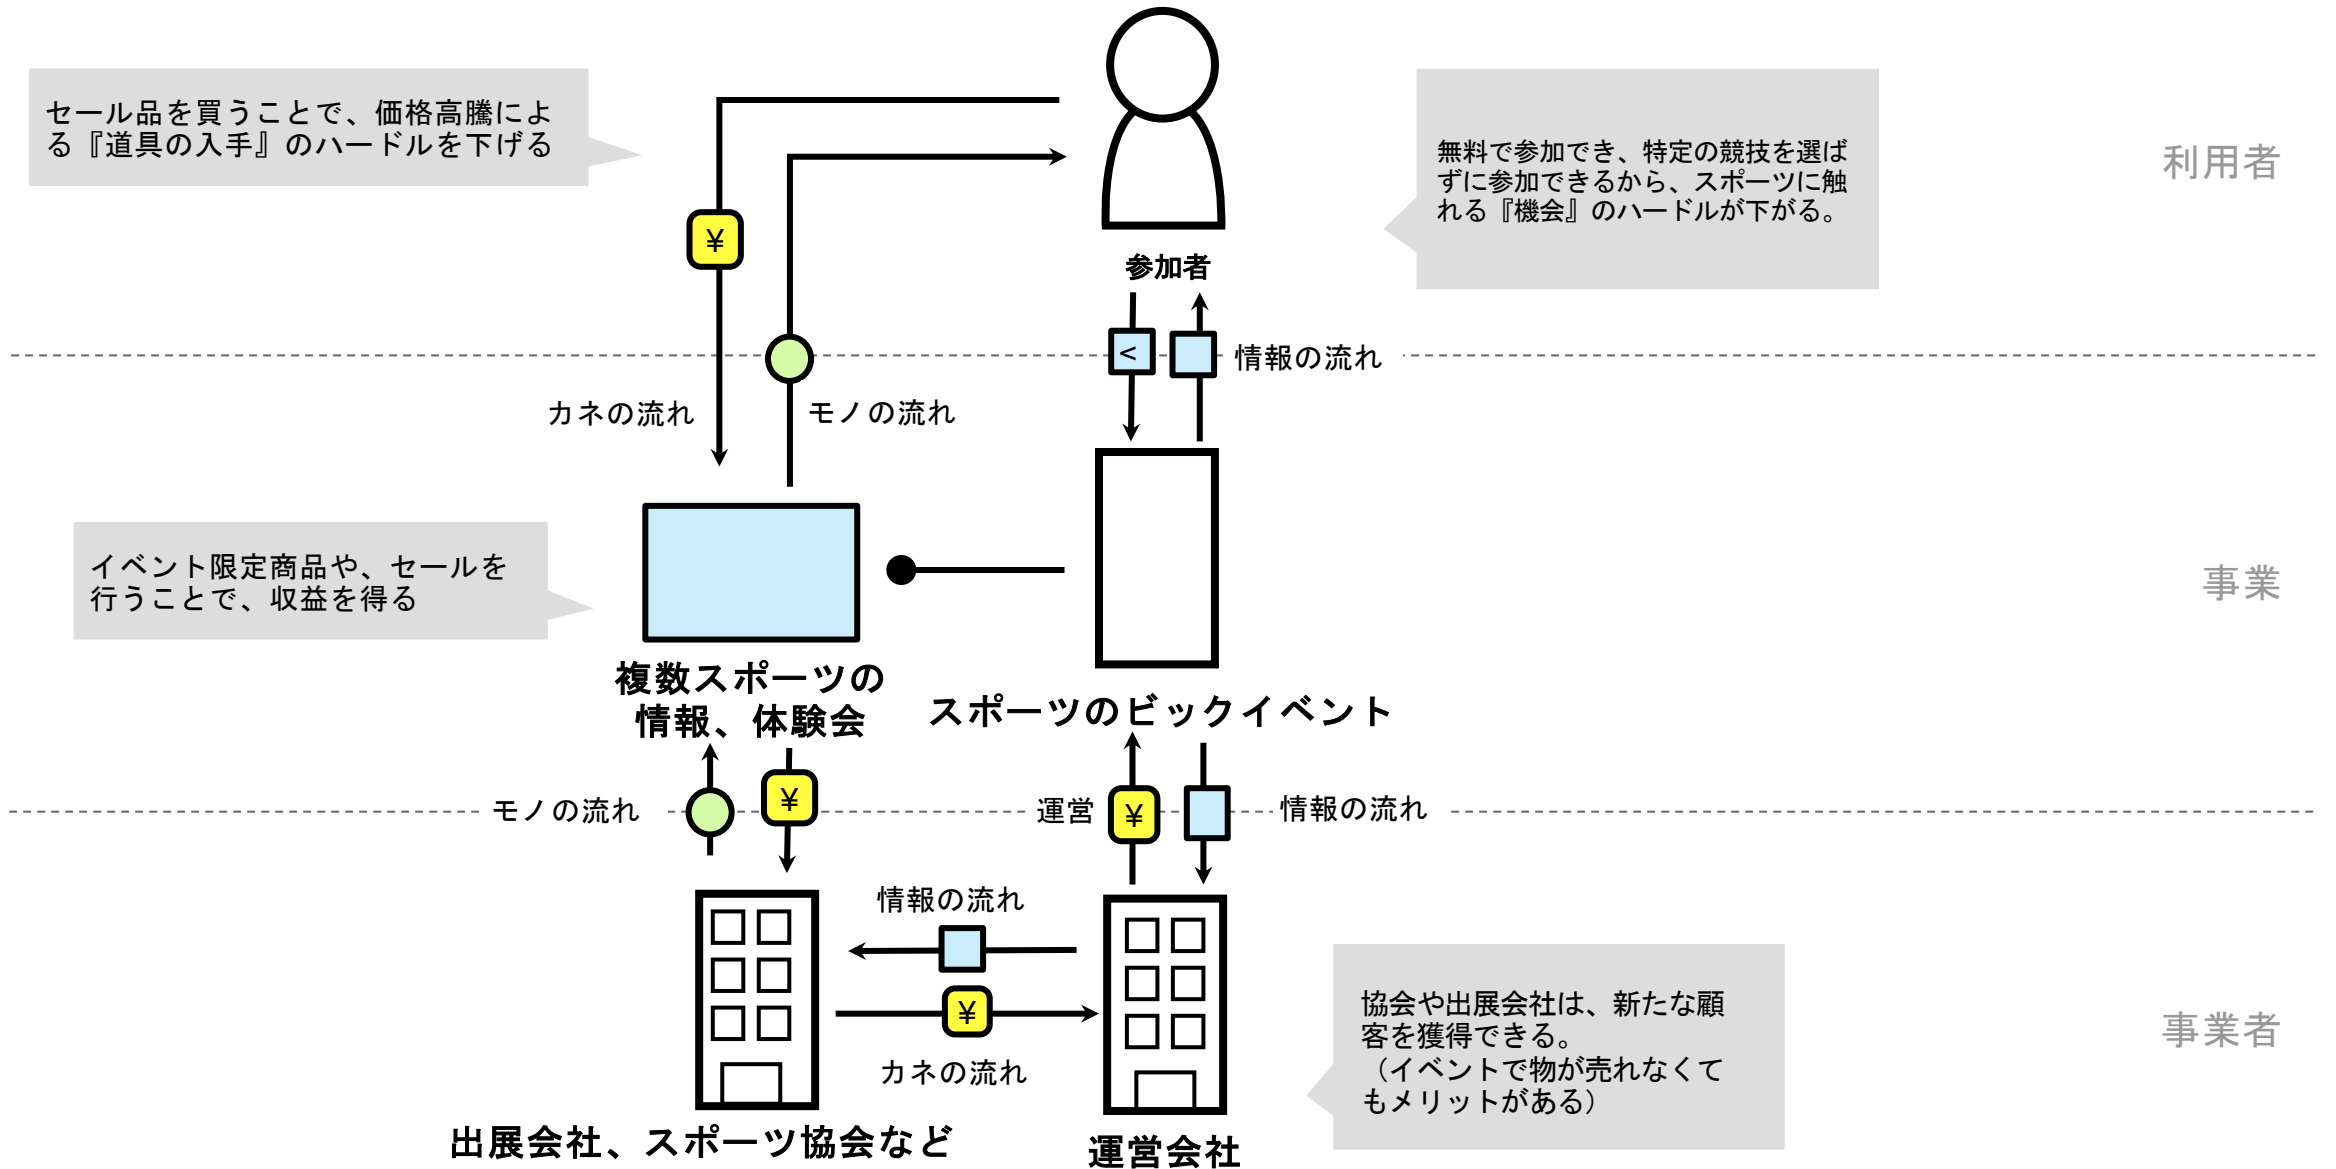 セール品を買うことで、価格高騰によ
る『道具の入手』のハードルを下げる
無料で参加でき、特定の競技を選ば
ずに参加できるから、スポーツに触
れる『機会』のハードルが下がる。
利用者
¥
参加者
<
情報の流れ
カネの流れ
モノの流れ
イベント限定商品や、セールを
行うことで、収益を得る
事業
複数スポーツの
情報、体験会
スポーツのビックイベント
モノの流れ
¥
運営
¥
情報の流れ
情報の流れ
¥
カネの流れ
協会や出展会社は、新たな顧
客を獲得できる。
（イベントで物が売れなくて
もメリットがある）
事業者
出展会社、スポーツ協会など
運営会社